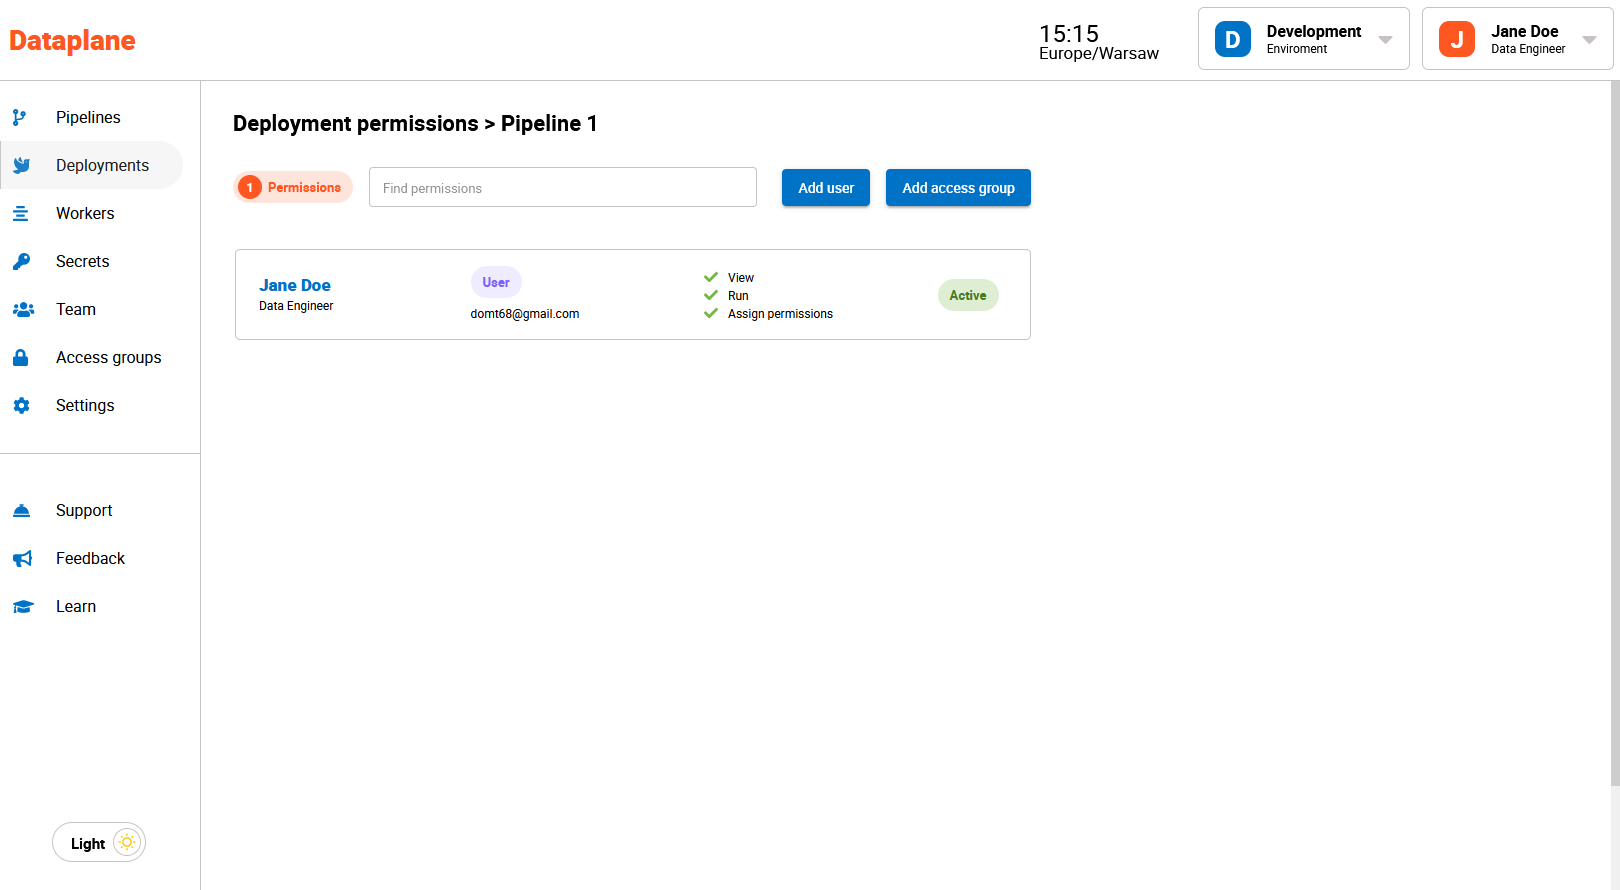 Dataplane
15:15
Europe/Warsaw
D
Development
Enviroment
J
Jane Doe
Data Engineer
Pipelines
Deployments
Workers
Secrets
Team
Access groups
Settings
Support
Feedback
Learn
Light
Deployment permissions > Pipeline 1
1 Permissions
Find permissions
Add user
Add access group
Jane Doe
Data Engineer
User
domt68@gmail.com
View
Run
Assign permissions
Active